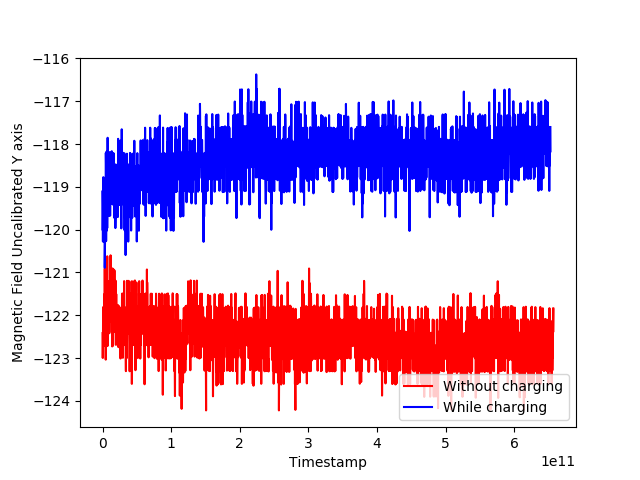 −116
−117
−118
−119
−120
−121
−122
−123
−124
Magnetic Field Uncalibrated Y axis
Without charging
While charging
0 1 2 3 4 5 6
1e11
Timestamp